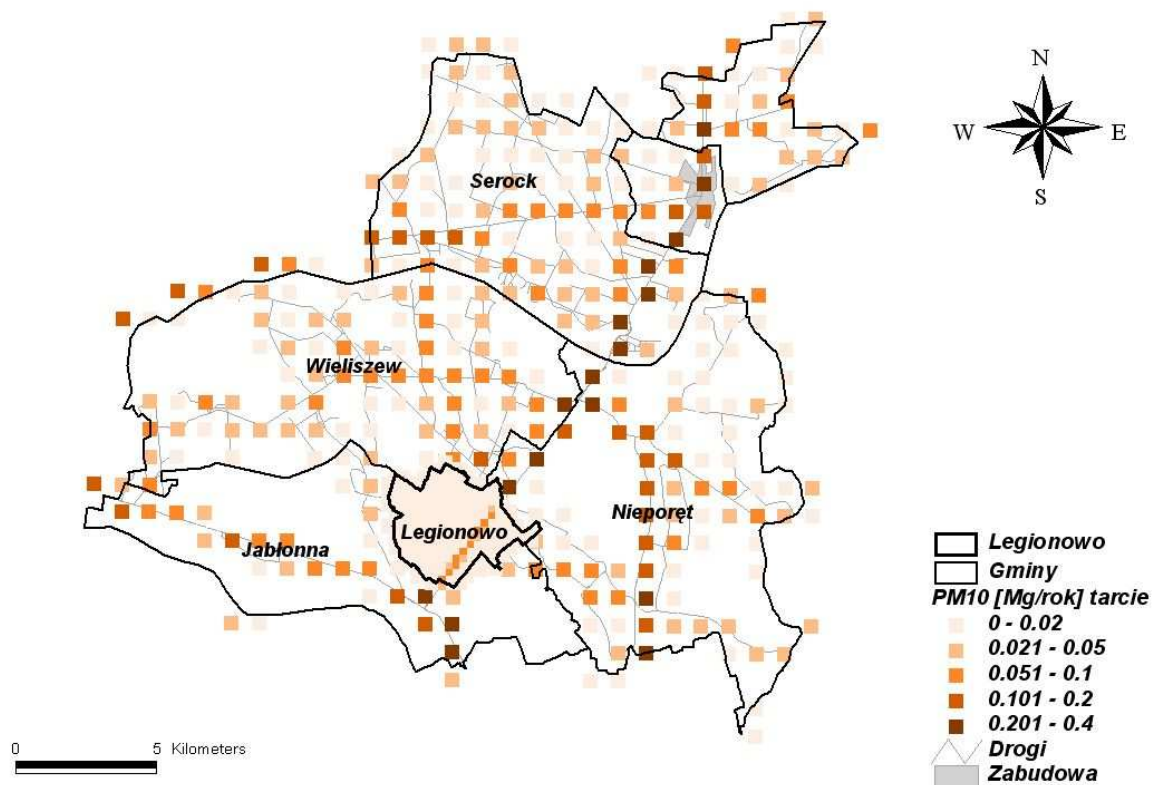 N
W
E
S
Serock
Wieliszew
Legionowo
Nieporęt
Jabłonna
Legionowo
Gminy
PM10 [Mg/rok] tarcie
0 - 0.02
0.021 - 0.05
0.051 - 0.1
0.101 - 0.2
0.201 - 0.4
Drogi
Zabudowa
0 5 Kilometers